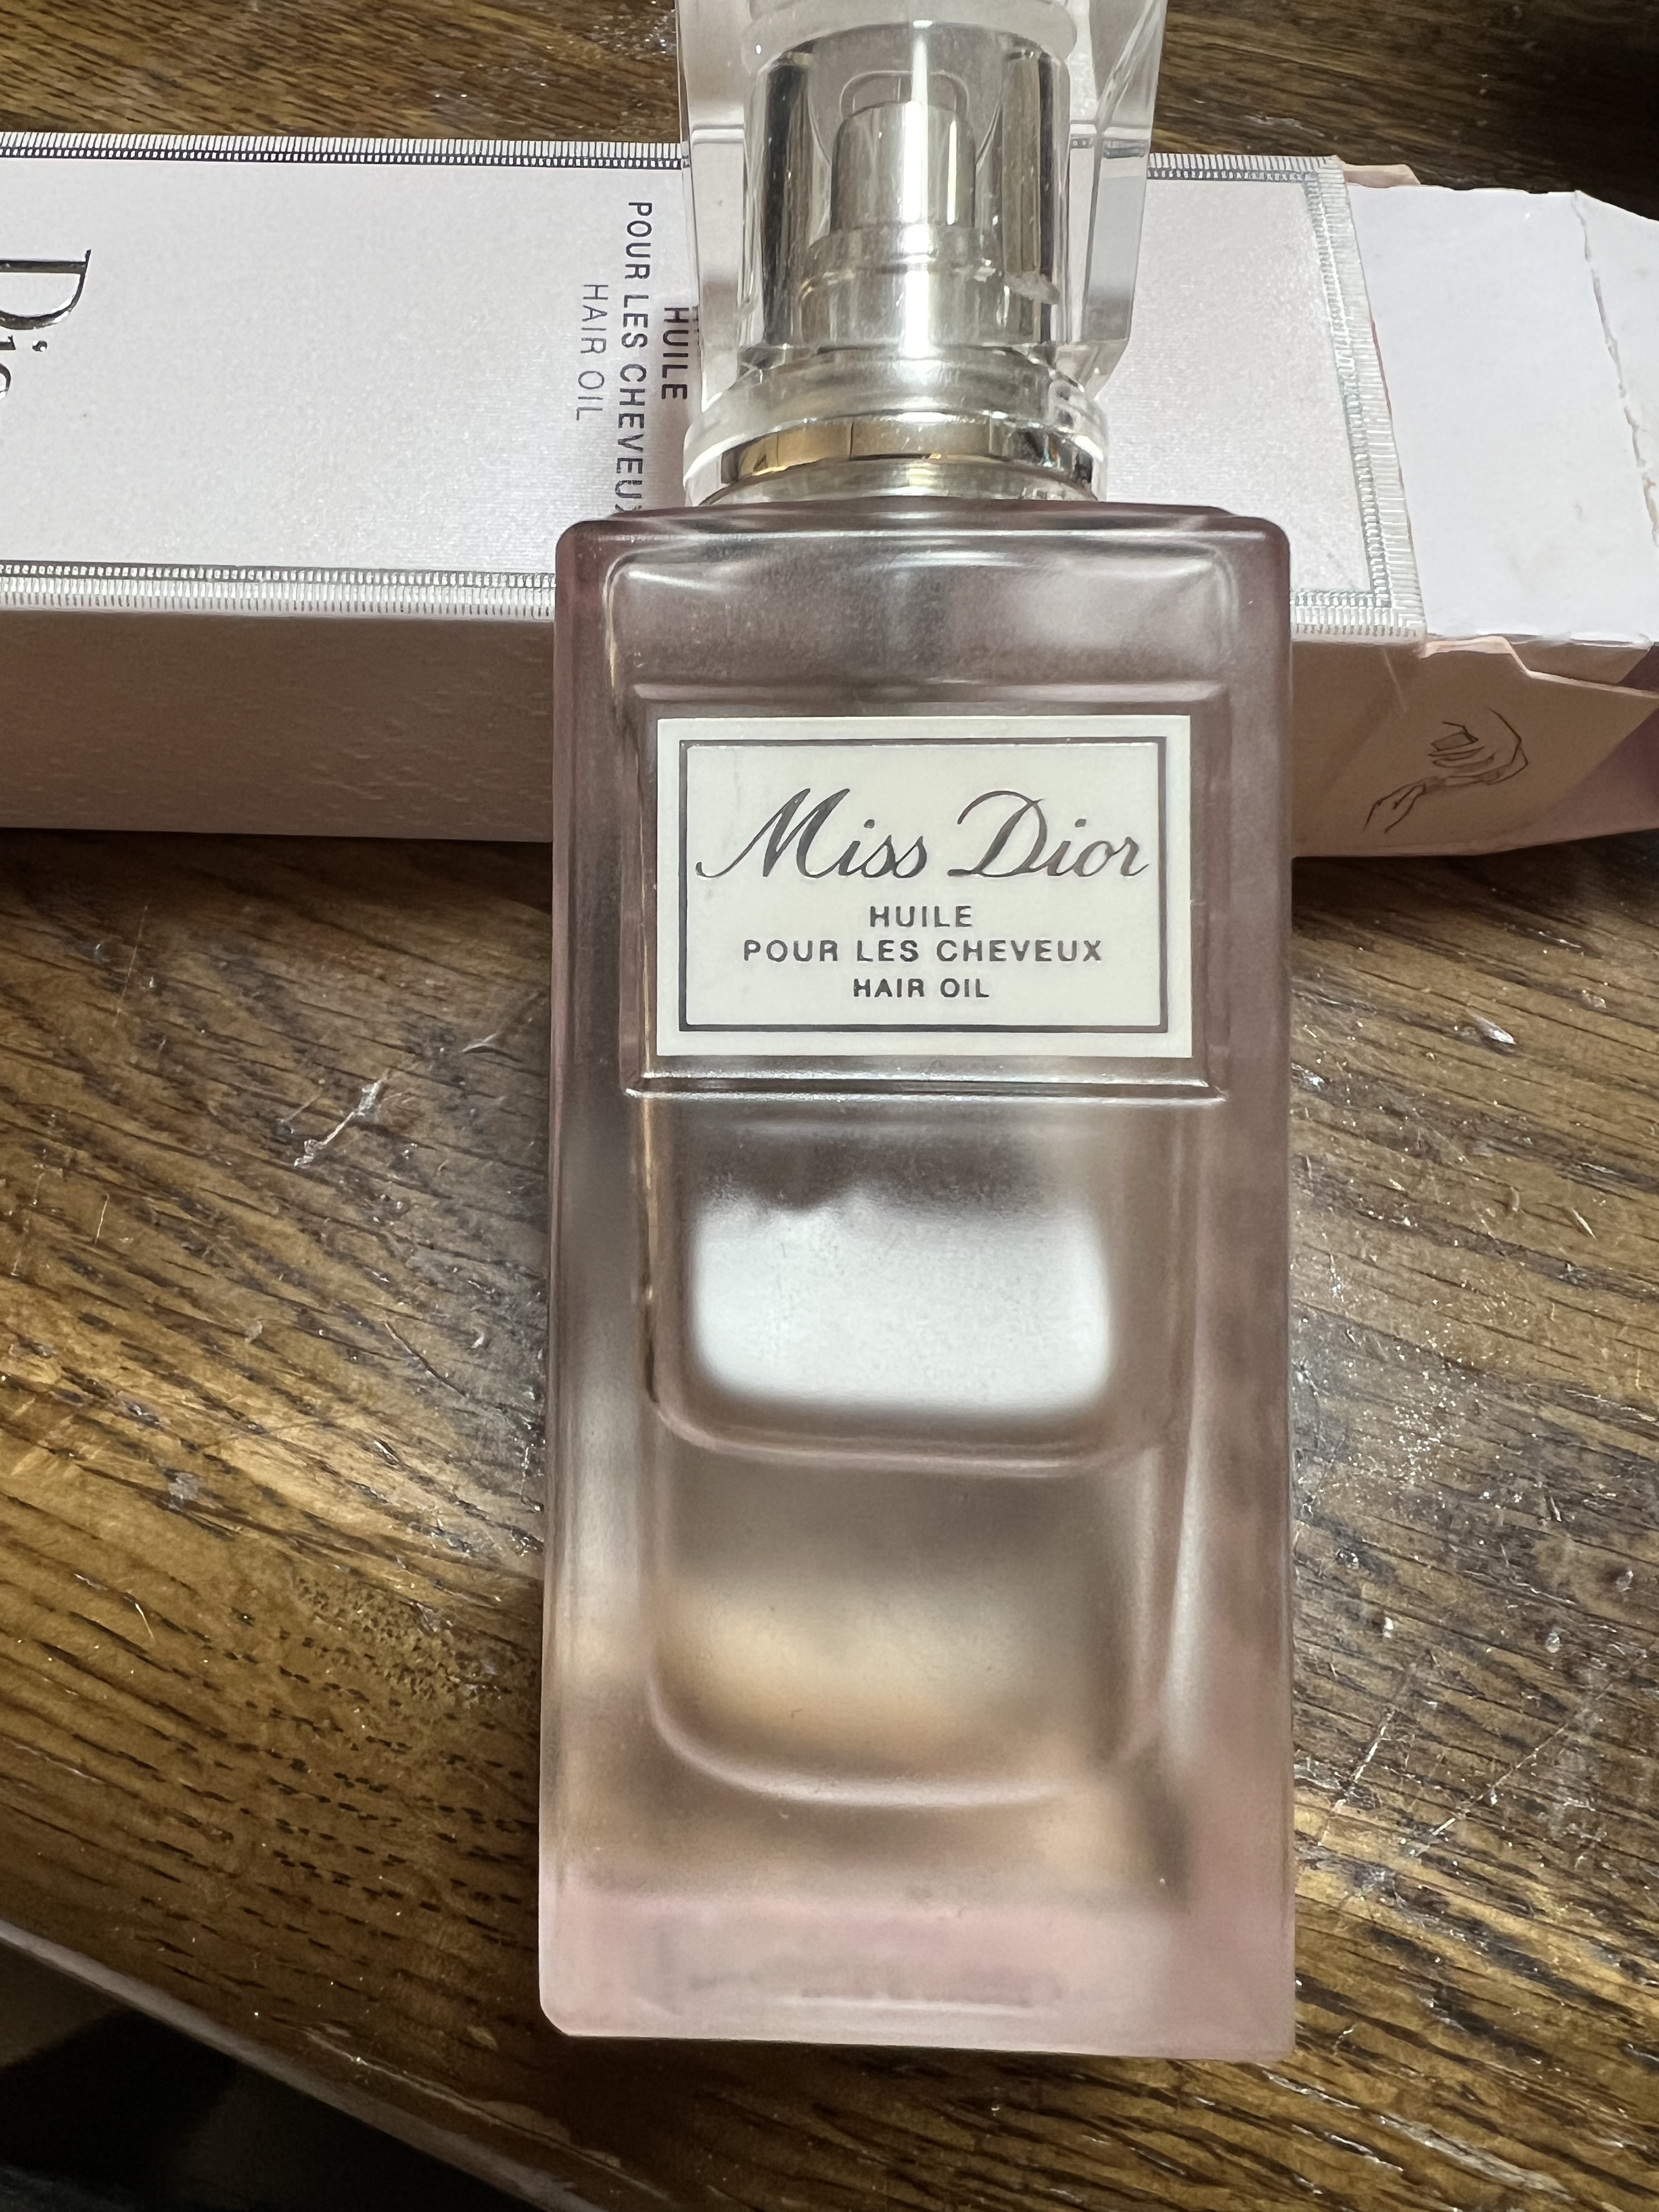 Miss Dior
HUILE
POUR LES CHEVEUX
HAIR OIL
HUILE
POUR LES CHEVEUX
HAIR OIL